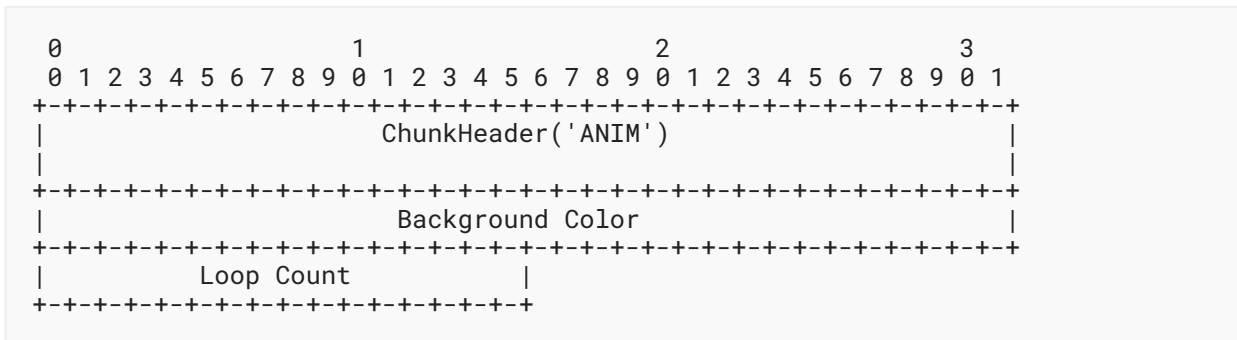 0                   1                   2                   3
 0 1 2 3 4 5 6 7 8 9 0 1 2 3 4 5 6 7 8 9 0 1 2 3 4 5 6 7 8 9 0 1
+-+-+-+-+-+-+-+-+-+-+-+-+-+-+-+-+-+-+-+-+-+-+-+-+-+-+-+-+-+-+-+-+
|                      ChunkHeader('ANIM')                      |
|                                                               |
+-+-+-+-+-+-+-+-+-+-+-+-+-+-+-+-+-+-+-+-+-+-+-+-+-+-+-+-+-+-+-+-+
|                       Background Color                        |
+-+-+-+-+-+-+-+-+-+-+-+-+-+-+-+-+-+-+-+-+-+-+-+-+-+-+-+-+-+-+-+-+
|          Loop Count           |
+-+-+-+-+-+-+-+-+-+-+-+-+-+-+-+-+